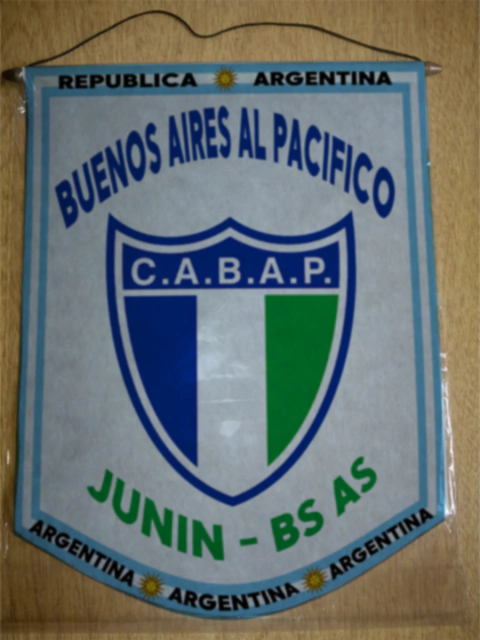 REPUBLICA ARGENTINA
BUENOS AIRES AL PACIFICO
C.A.B.A.P.
JUNIN - BS AS
ARGENTINA ARGENTINA ARGENTINA